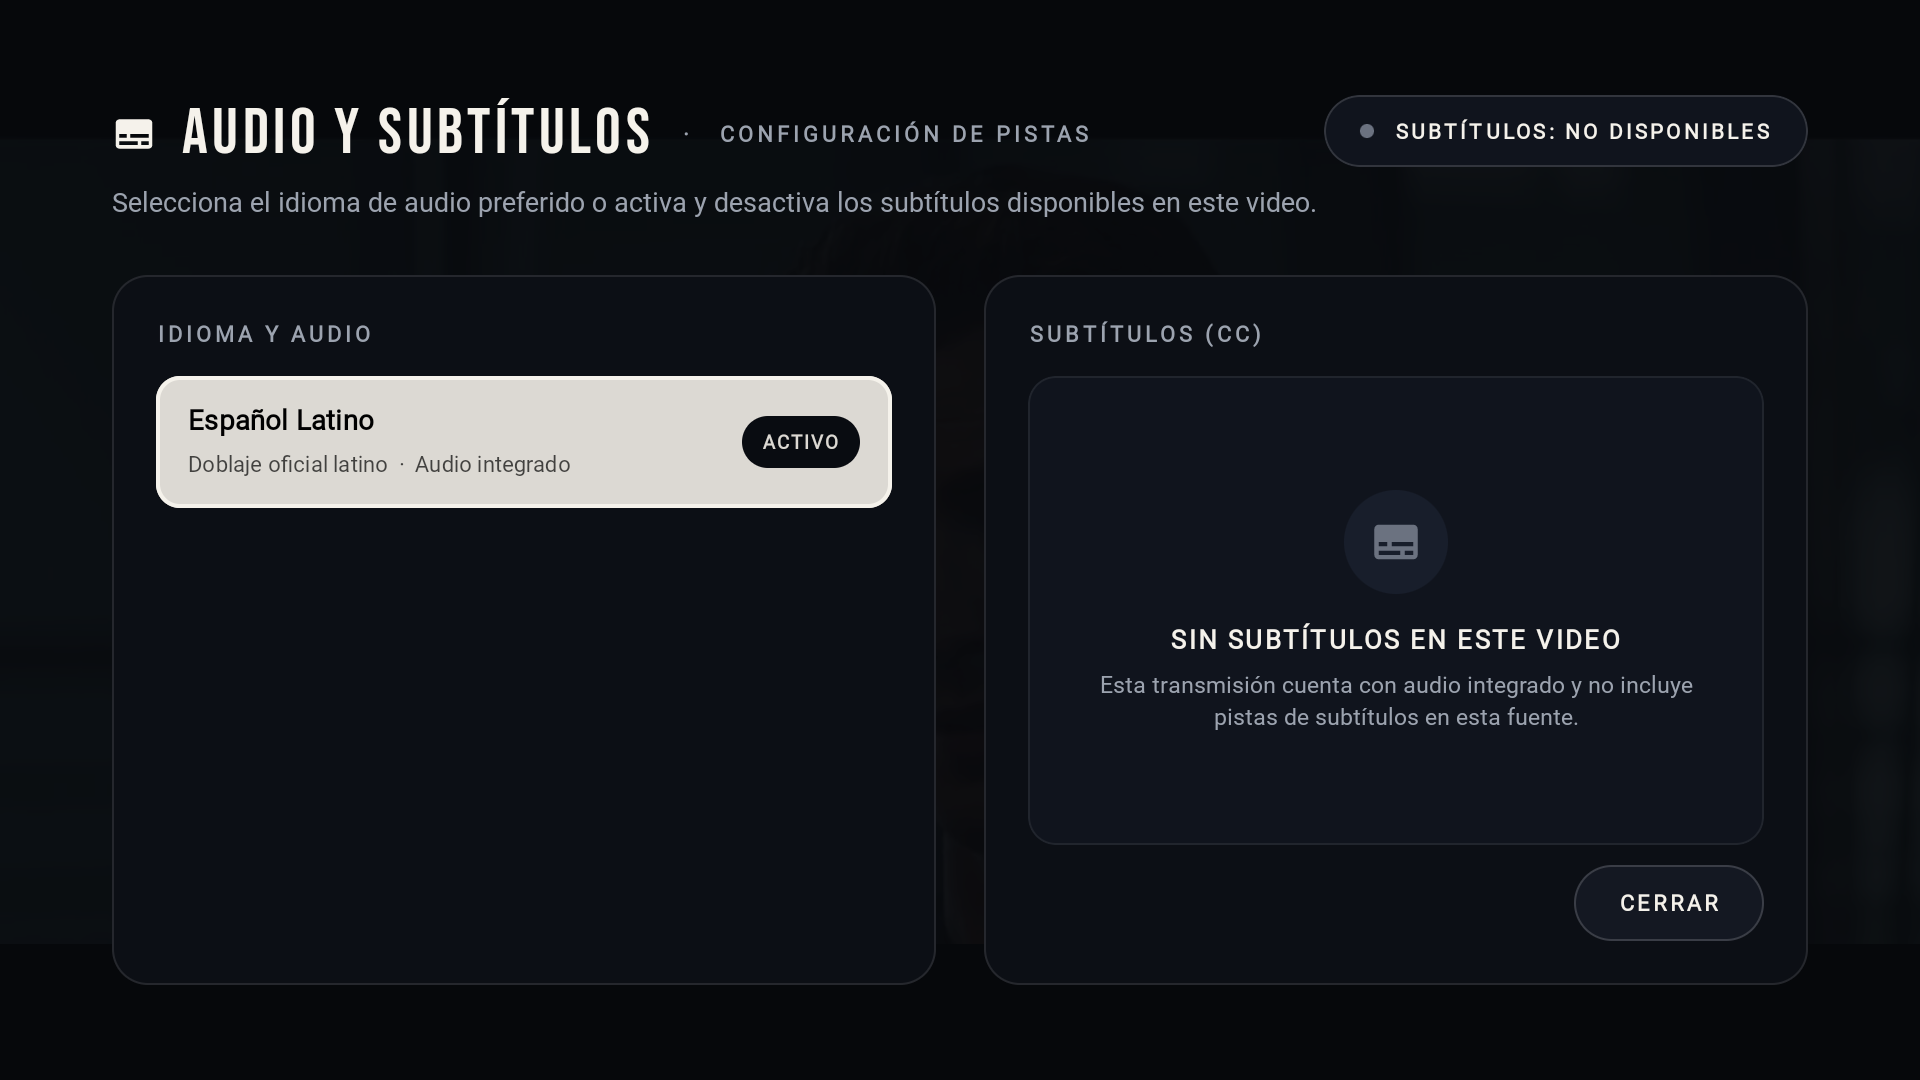 AUDIO Y SUBTÍTULOS · CONFIGURACIÓN DE PISTAS
SUBTÍTULOS: NO DISPONIBLES
Selecciona el idioma de audio preferido o activa y desactiva los subtítulos disponibles en este video.
IDIOMA Y AUDIO
Español Latino
Doblaje oficial latino · Audio integrado
ACTIVO
SUBTÍTULOS (CC)
SIN SUBTÍTULOS EN ESTE VIDEO
Esta transmisión cuenta con audio integrado y no incluye
pistas de subtítulos en esta fuente.
CERRAR